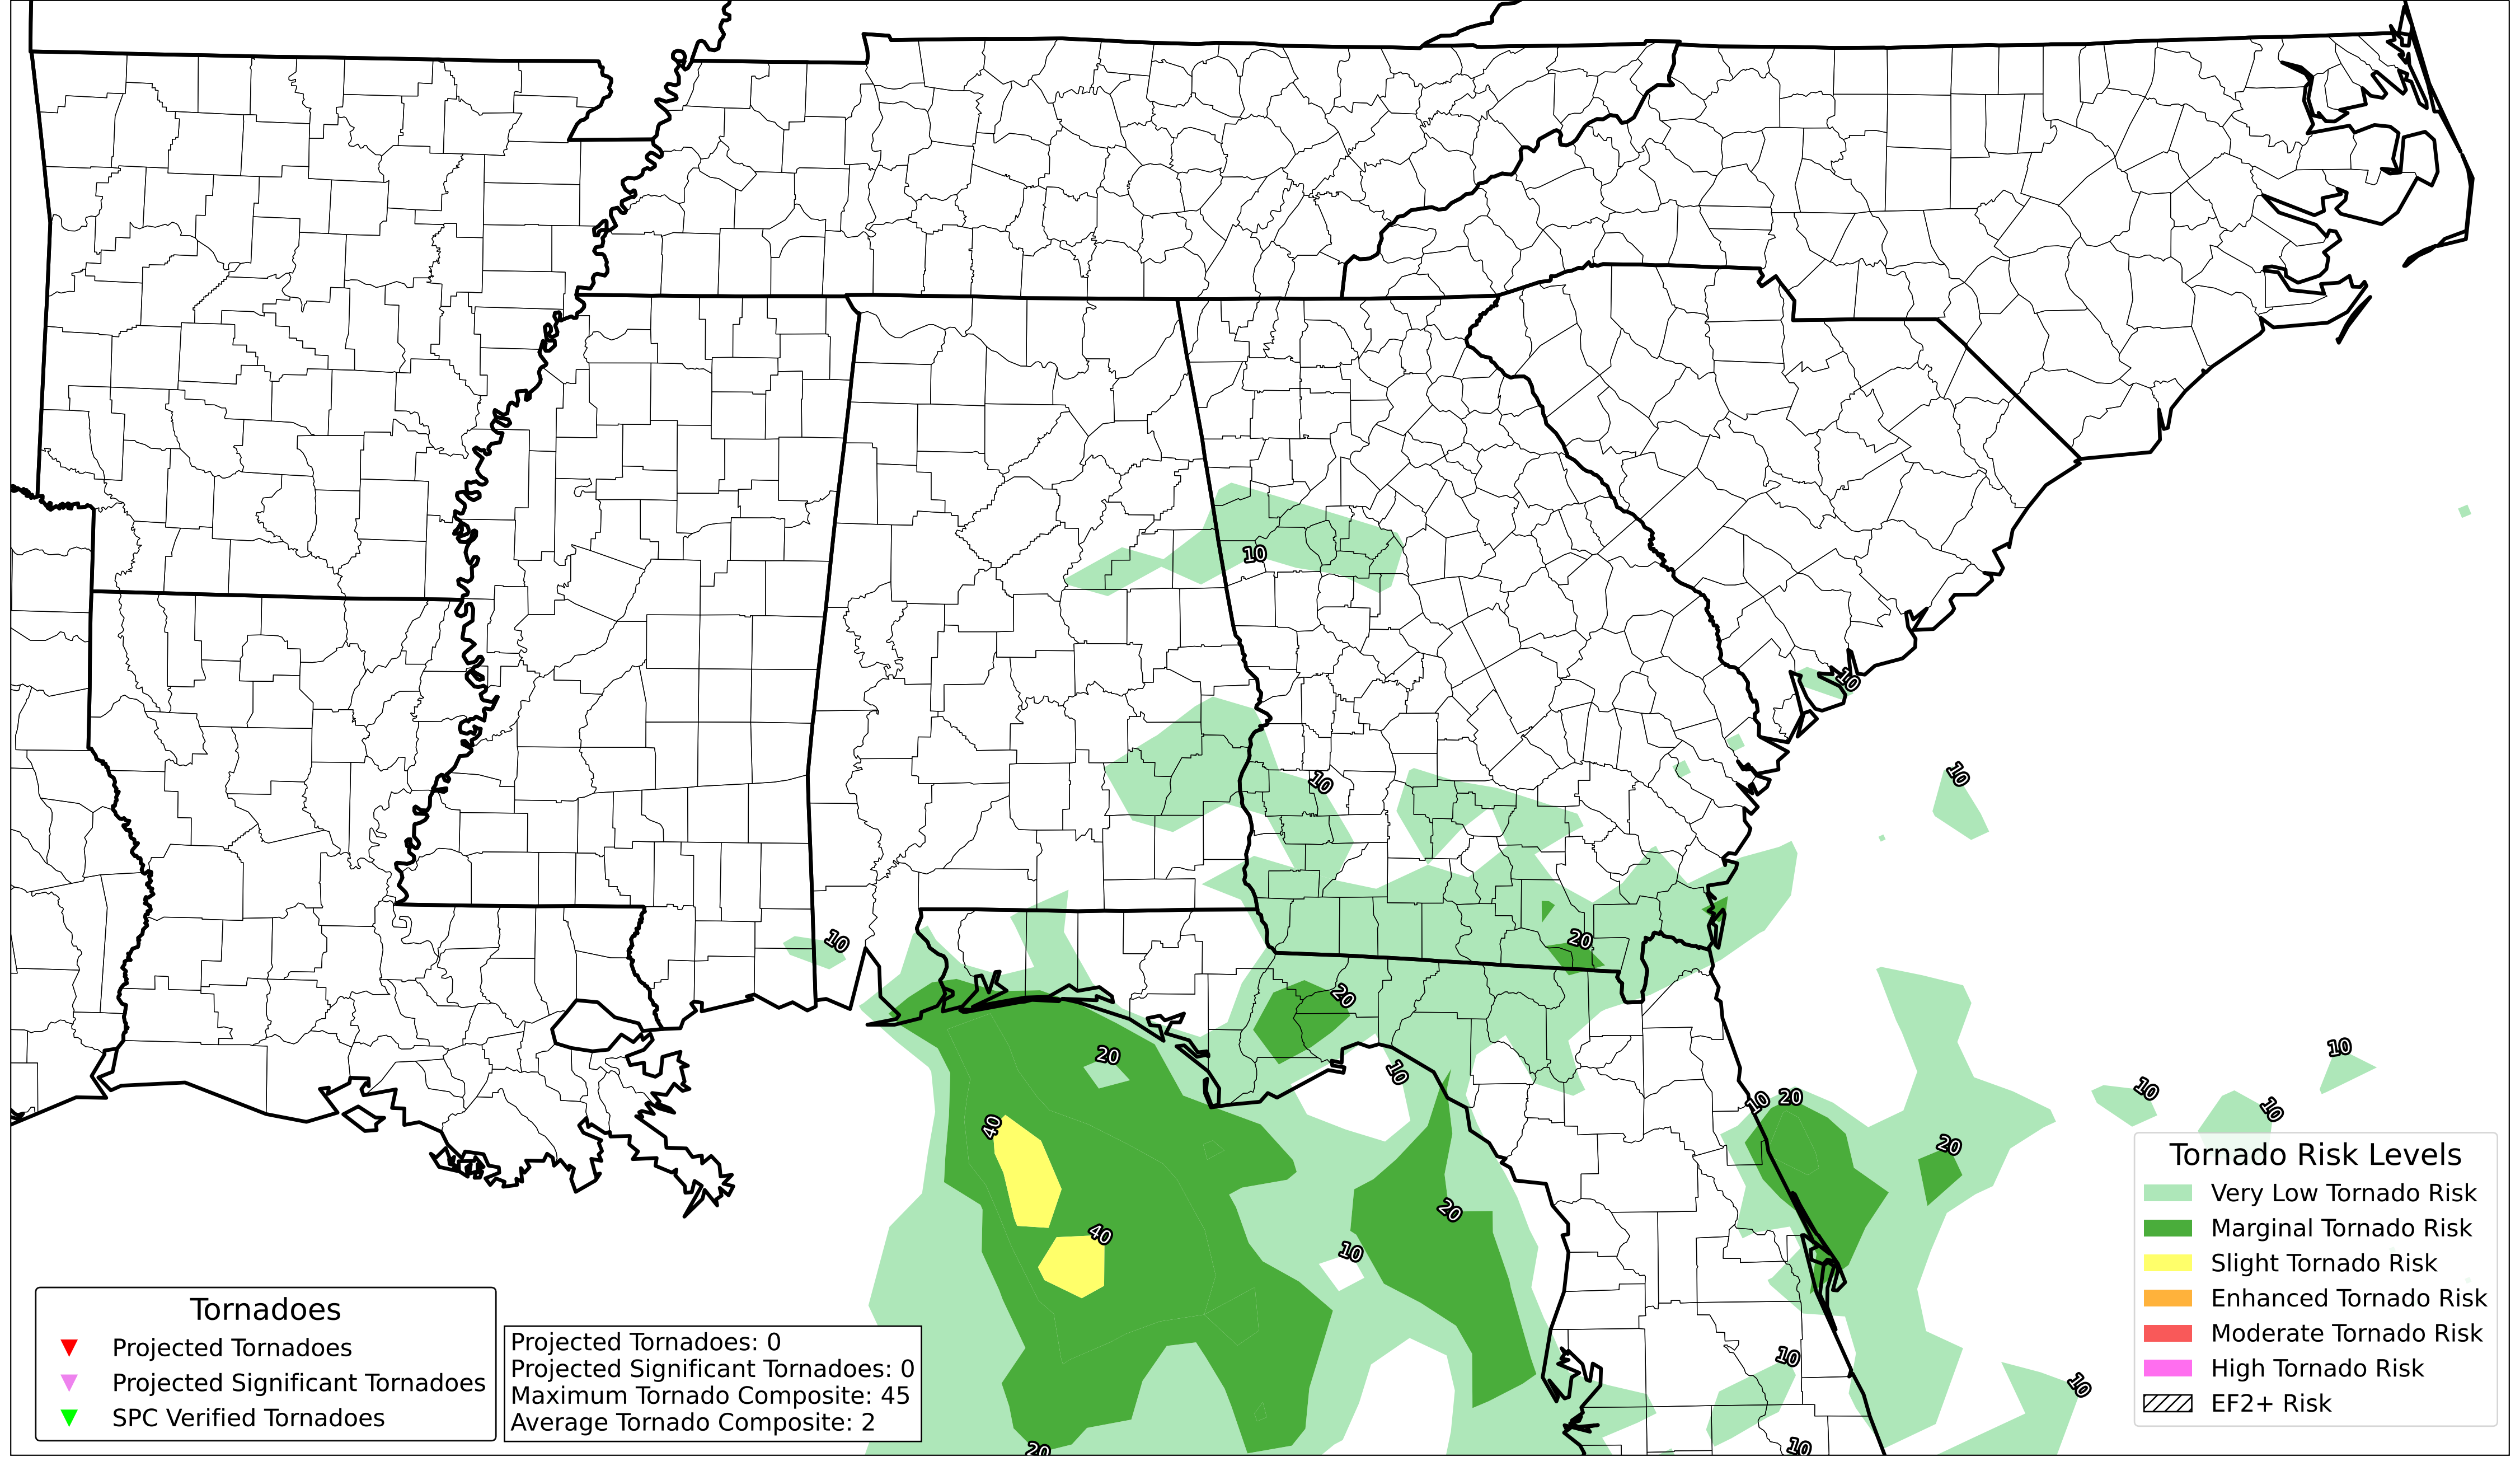 10
10
10
10
10
20
10
20
20
10
10
10
20
10
10
20
40
20
40
20
10
10
10
20
10
Tornado Risk Levels
Very Low Tornado Risk
Marginal Tornado Risk
Slight Tornado Risk
Enhanced Tornado Risk
Moderate Tornado Risk
High Tornado Risk
EF2+ Risk
Tornadoes
Projected Tornadoes
Projected Significant Tornadoes
SPC Verified Tornadoes
Projected Tornadoes: 0
Projected Significant Tornadoes: 0
Maximum Tornado Composite: 45
Average Tornado Composite: 2